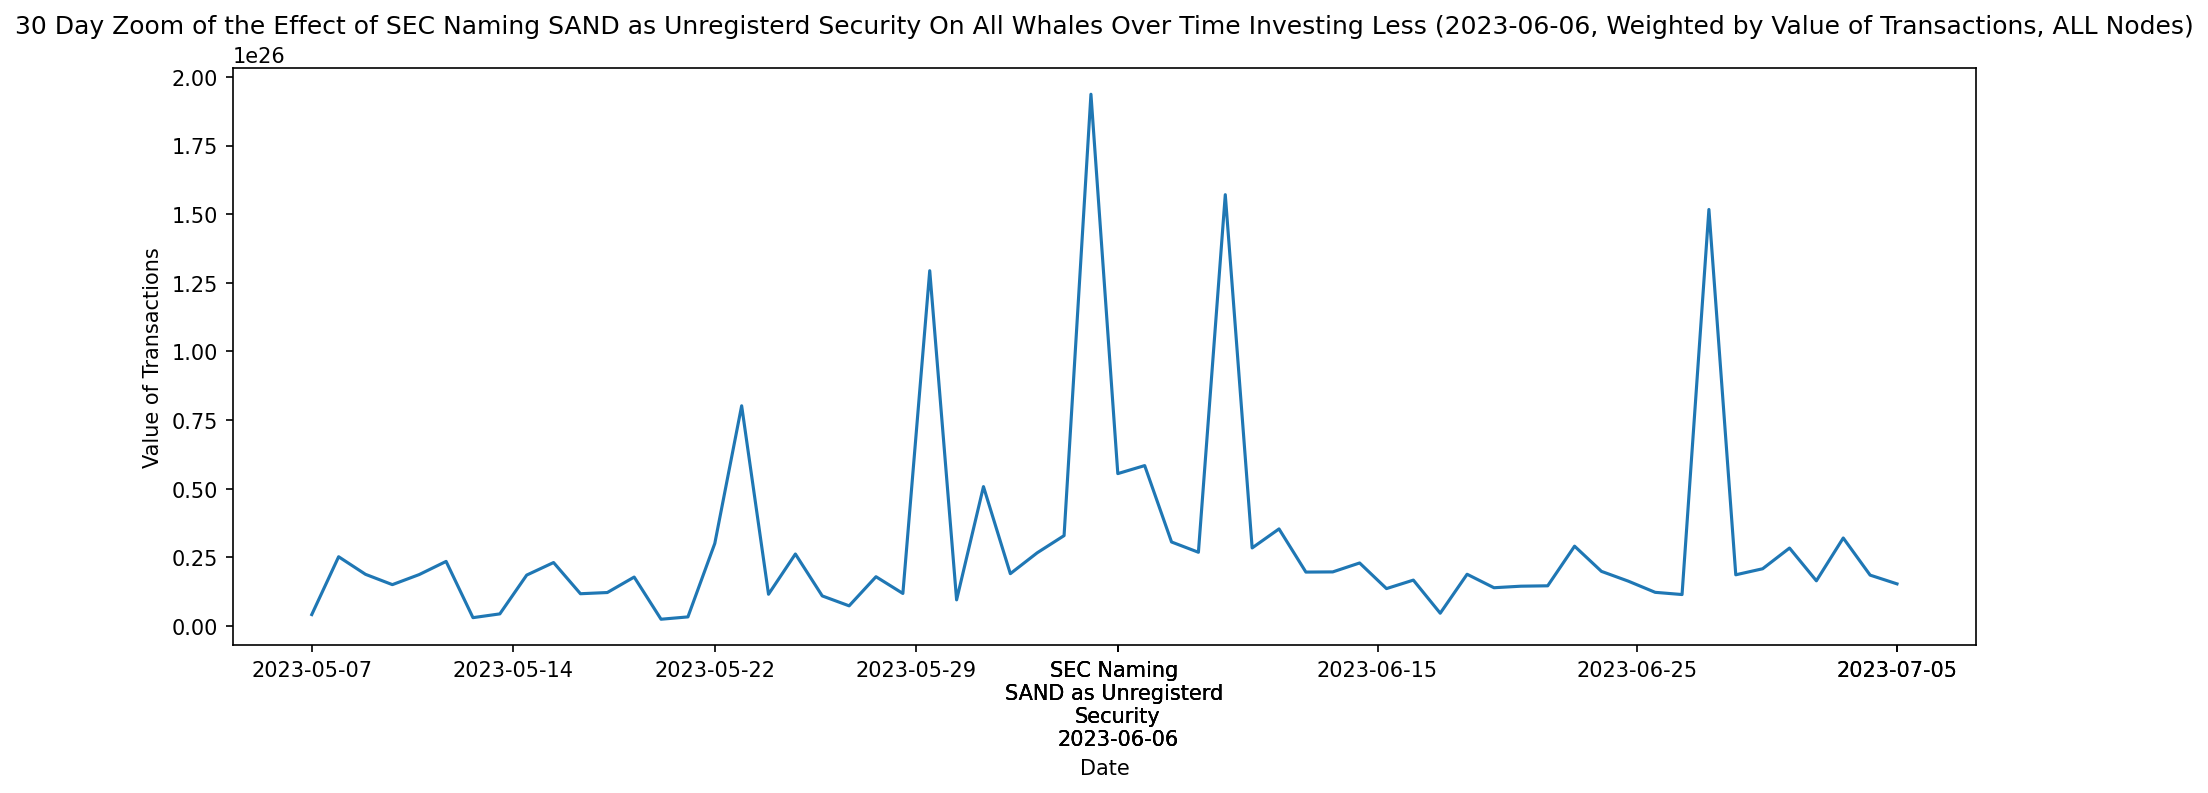 30 Day Zoom of the Effect of SEC Naming SAND as Unregisterd Security On All Whales Over Time Investing Less (2023-06-06, Weighted by Value of Transactions, ALL Nodes)
1e26
2.00
1.75
1.50
1.25
1.00
0.75
0.50
0.25
0.00
Value of Transactions
2023-05-07 2023-05-14 2023-05-22 2023-05-29 SEC Naming 2023-06-15 2023-06-25 2023-07-05
SAND as Unregisterd
Security
2023-06-06
Date